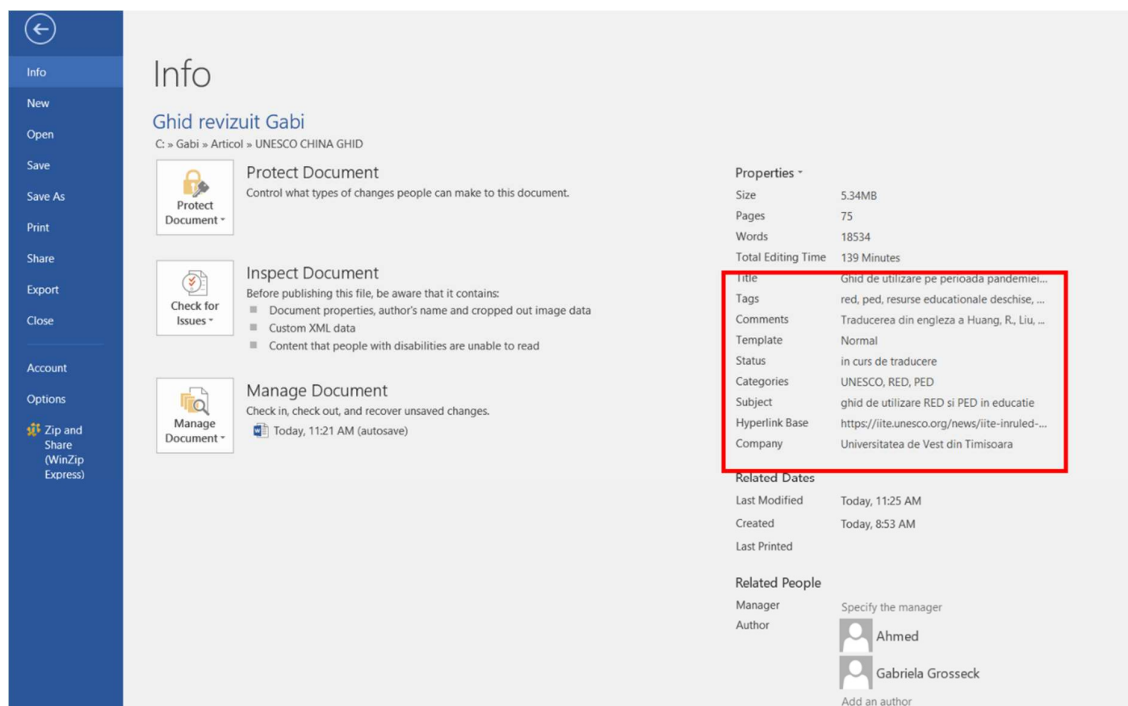 Info
New
Open
Save
Save As
Print
Share
Export
Close
Account
Options
Zip and
Share
(WinZip
Express)
Info
Ghid revizuit Gabi
C: » Gabi » Articol » UNESCO CHINA GHID
Protect
Document
Protect Document
Control what types of changes people can make to this document.
Check for
Issues
Inspect Document
Before publishing this file, be aware that it contains:
Document properties, author's name and cropped out image data
Custom XML data
Content that people with disabilities are unable to read
Manage
Document
Manage Document
Check in, check out, and recover unsaved changes.
Today, 11:21 AM (autosave)
Properties
Size 5.34MB
Pages 75
Words 18534
Total Editing Time 139 Minutes
Title Ghid de utilizare pe perioada pandemiei...
Tags red, ped, resurse educationale deschise, ...
Comments Traducerea din engleza a Huang, R., Liu, ...
Template Normal
Status in curs de traducere
Categories UNESCO, RED, PED
Subject ghid de utilizare RED si PED in educatie
Hyperlink Base https://iite.unesco.org/news/iite-inruled-...
Company Universitatea de Vest din Timisoara
Related Dates
Last Modified Today, 11:25 AM
Created Today, 8:53 AM
Last Printed
Related People
Manager Specify the manager
Author Ahmed
Gabriela Grosseck
Add an author